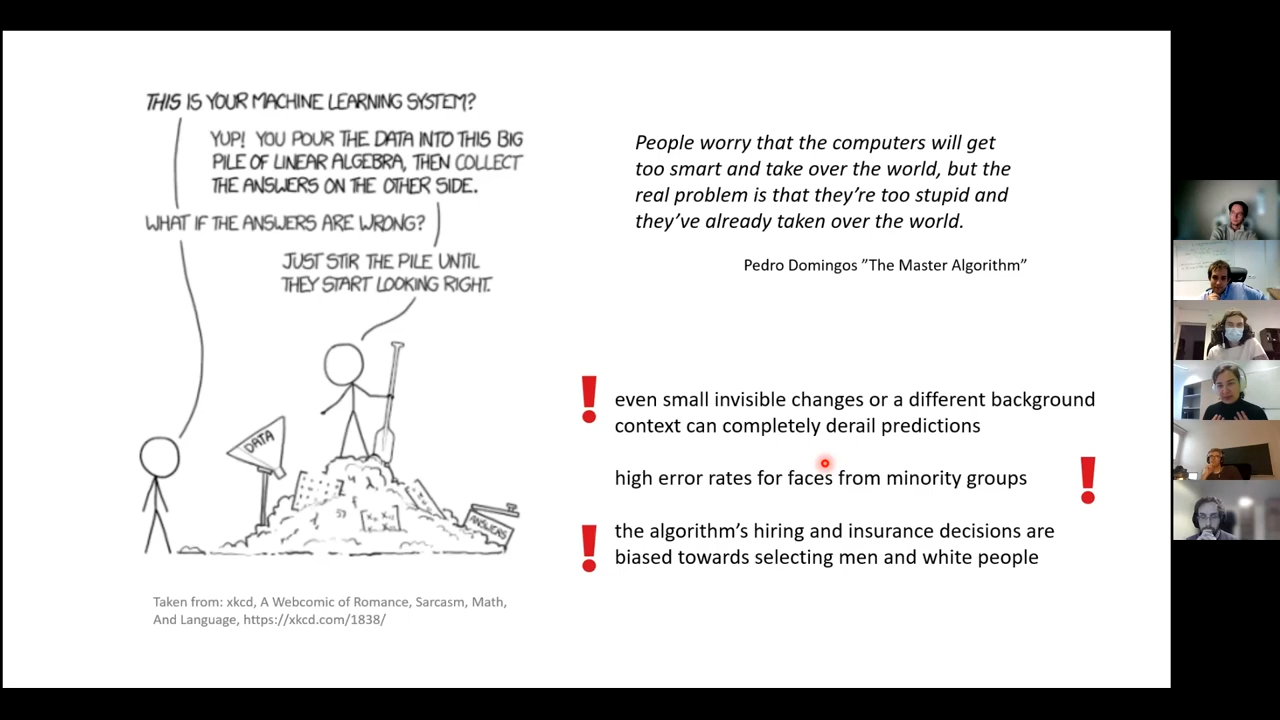 THIS IS YOUR MACHINE LEARNING SYSTEM?
YUP! YOU POUR THE DATA INTO THIS BIG
PILE OF LINEAR ALGEBRA, THEN COLLECT
THE ANSWERS ON THE OTHER SIDE.
WHAT IF THE ANSWERS ARE WRONG?
JUST STIR THE PILE UNTIL
THEY START LOOKING RIGHT.
DATA
ANSWERS
Taken from: xkcd, A Webcomic of Romance, Sarcasm, Math,
And Language, https://xkcd.com/1838/
People worry that the computers will get
too smart and take over the world, but the
real problem is that they’re too stupid and
they’ve already taken over the world.
Pedro Domingos ”The Master Algorithm”
! even small invisible changes or a different background
context can completely derail predictions
high error rates for faces from minority groups !
! the algorithm’s hiring and insurance decisions are
biased towards selecting men and white people